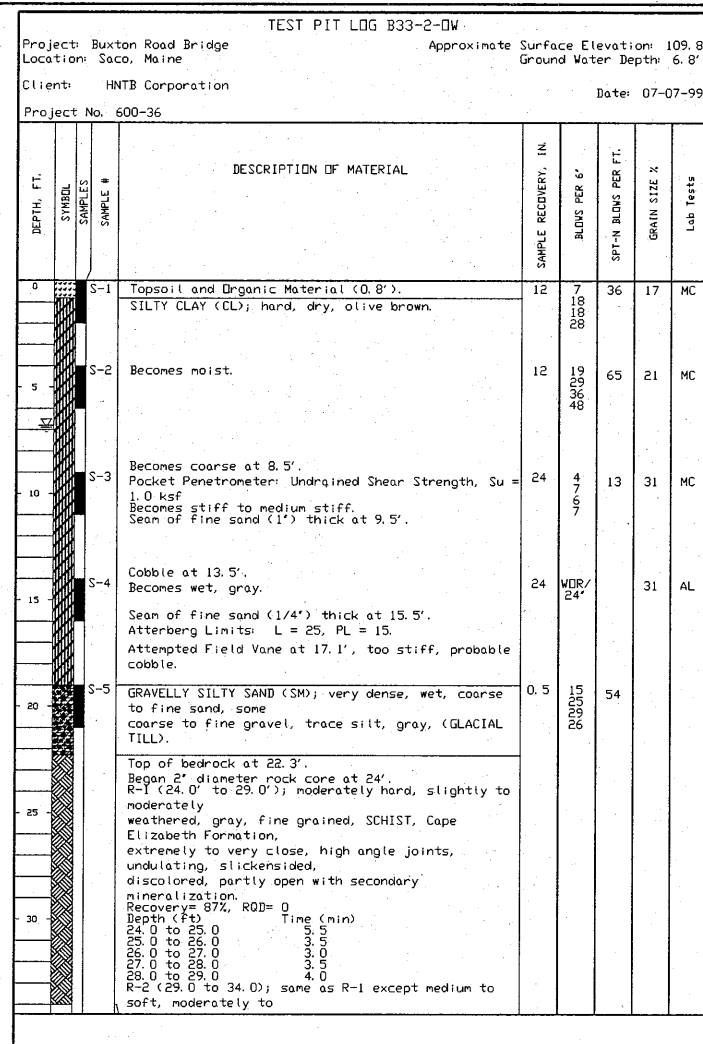 TEST PIT LOG B33-2-OW
Project: Buxton Road Bridge
Approximate Surface Elevation: 109.8
Location: Saco, Maine
Ground Water Depth: 6.8'
Client: HNTB Corporation
Date: 07-07-99
Project No. 600-36
DEPTH, FT.
SYMBOL
SAMPLES
SAMPLE #
DESCRIPTION OF MATERIAL
SAMPLE RECOVERY, IN.
BLOWS PER 6"
SPT-N BLOWS PER FT.
GRAIN SIZE %
Lab Tests
0 S-1 Topsoil and Organic Material (0.8'). 12 7 36 17 MC
SILTY CLAY (CL); hard, dry, olive brown. 18
18
28
S-2 Becomes moist. 12 19 65 21 MC
5 29
36
48
Becomes coarse at 8.5'.
S-3 Pocket Penetrometer: Undrained Shear Strength, Su = 24 4 13 31 MC
10 1.0 ksf 7
Becomes stiff to medium stiff. 6
Seam of fine sand (1") thick at 9.5'. 7
Cobble at 13.5'.
S-4 Becomes wet, gray. 24 WOR/ 31 AL
15 24"
Seam of fine sand (1/4") thick at 15.5'.
Atterberg Limits: L = 25, PL = 15.
Attempted Field Vane at 17.1', too stiff, probable
cobble.
S-5 GRAVELLY SILTY SAND (SM); very dense, wet, coarse 0.5 15 54
20 to fine sand, some 25
coarse to fine gravel, trace silt, gray, (GLACIAL 29
TILL). 26
Top of bedrock at 22.3'.
Began 2" diameter rock core at 24'.
R-1 (24.0' to 29.0'); moderately hard, slightly to
moderately
25 weathered, gray, fine grained, SCHIST, Cape
Elizabeth Formation,
extremely to very close, high angle joints,
undulating, slickensided,
discolored, partly open with secondary
mineralization.
Recovery= 87%, RQD= 0
30 Depth (ft) Time (min)
24.0 to 25.0 5.5
25.0 to 26.0 3.5
26.0 to 27.0 3.0
27.0 to 28.0 3.5
28.0 to 29.0 4.0
R-2 (29.0 to 34.0); same as R-1 except medium to
soft, moderately to